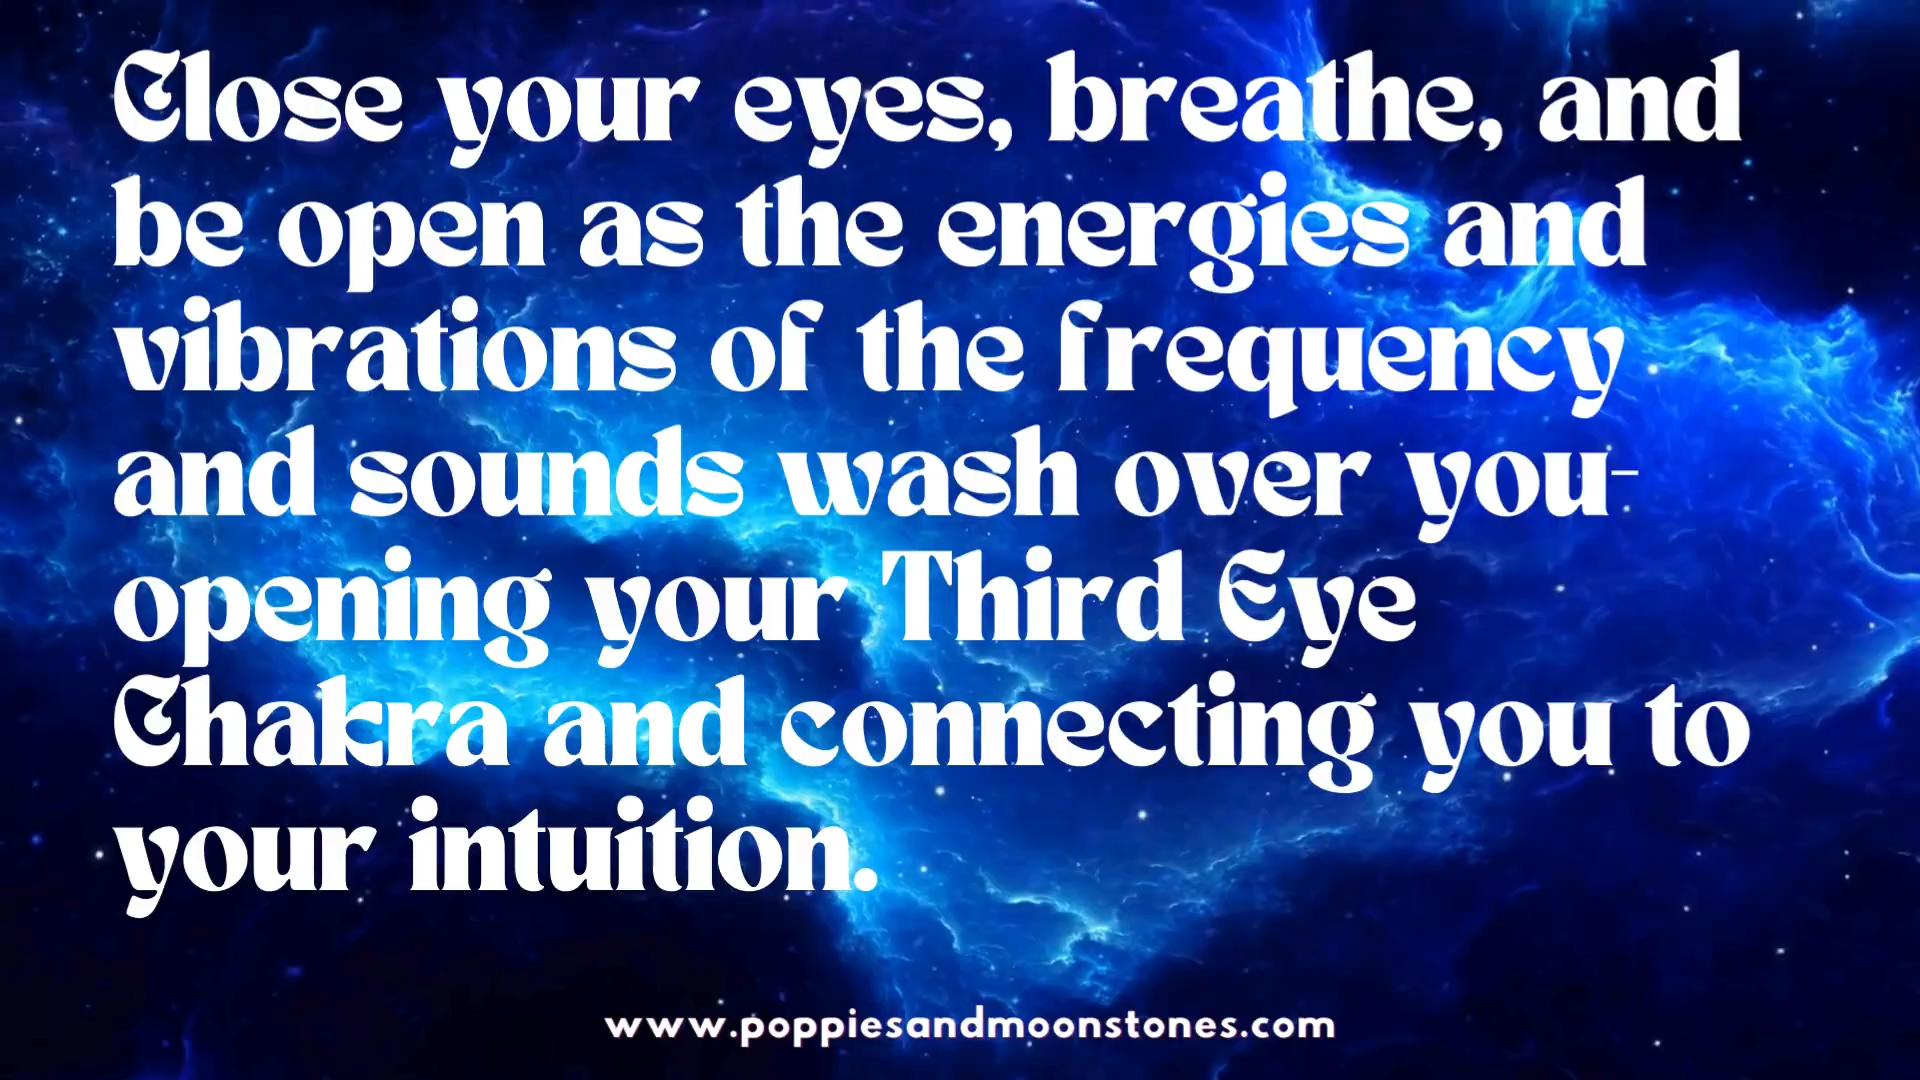 Close your eyes, breathe, and
be open as the energies and
vibrations of the frequency
and sounds wash over you-
opening your Third Eye
Chakra and connecting you to
your intuition.
www.poppiesandmoonstones.com